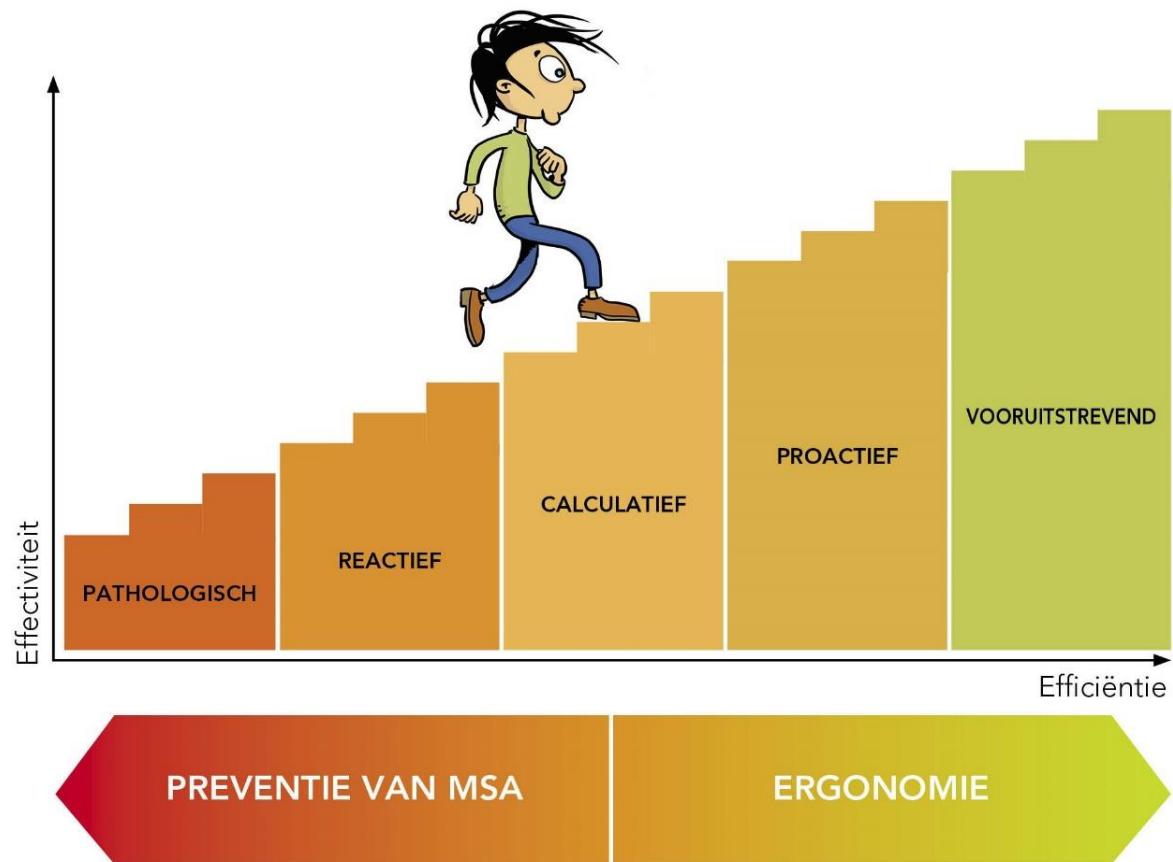 Effectiviteit
PATHOLOGISCH
REACTIEF
CALCULATIEF
PROACTIEF
VOORUITSTREVEND
Efficiëntie
PREVENTIE VAN MSA
ERGONOMIE